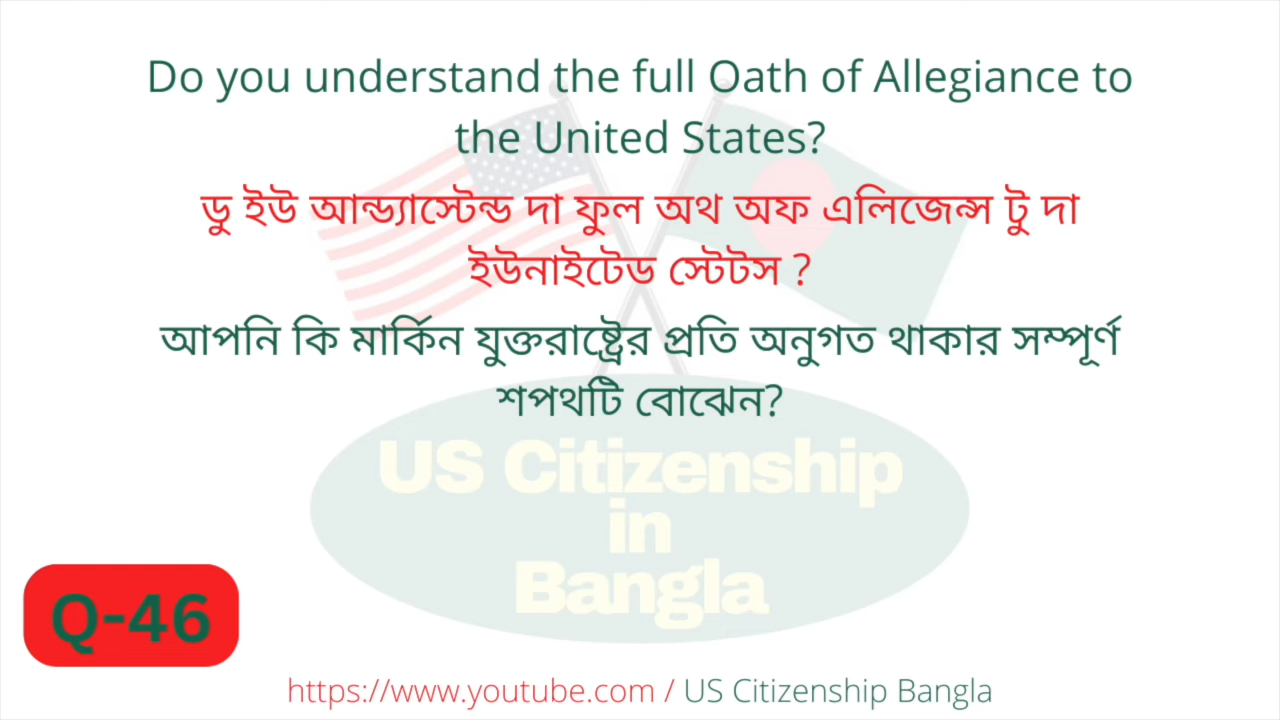 Do you understand the full Oath of Allegiance to
the United States?
ডু ইউ আন্ড্যাস্টেন্ড দা ফুল অথ অফ এলিজেন্স টু দা
ইউনাইটেড স্টেটস ?
আপনি কি মার্কিন যুক্তরাষ্ট্রের প্রতি অনুগত থাকার সম্পূর্ণ
শপথটি বোঝেন?
US Citizenship
in
Bangla
Q-46
https://www.youtube.com / US Citizenship Bangla